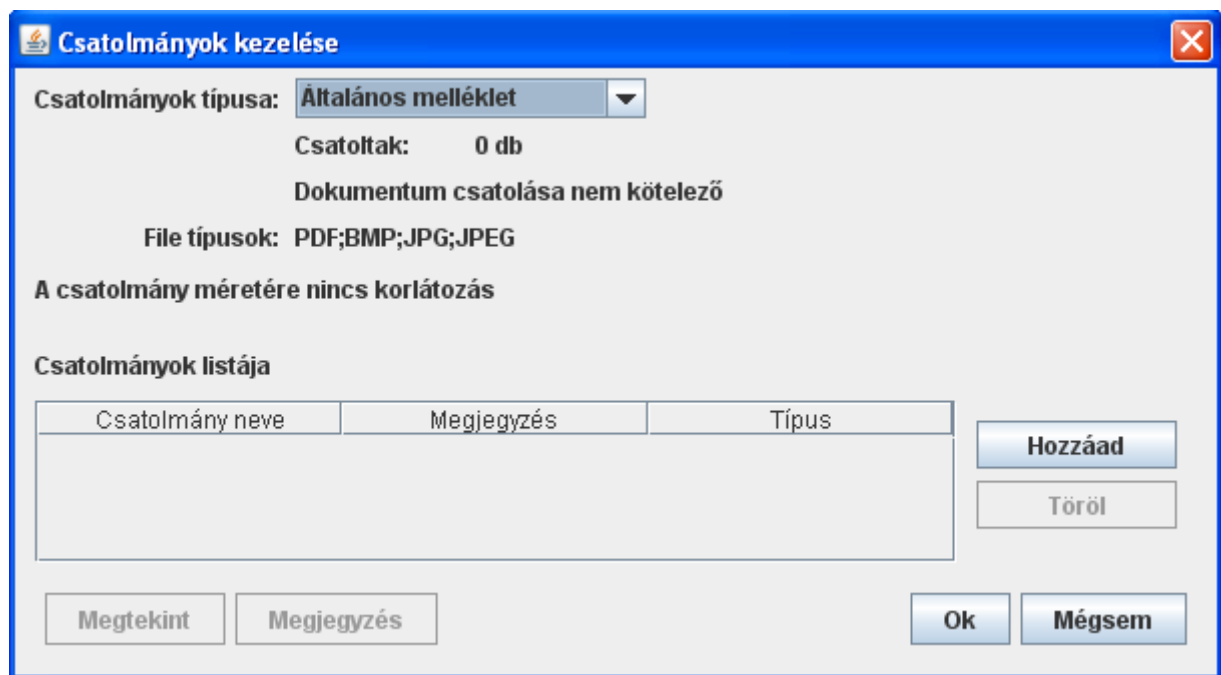 Csatolmányok kezelése
Csatolmányok típusa: Általános melléklet
Csatoltak: 0 db
Dokumentum csatolása nem kötelező
File típusok: PDF;BMP;JPG;JPEG
A csatolmány méretére nincs korlátozás
Csatolmányok listája
Csatolmány neve Megjegyzés Típus
Hozzáad
Töröl
Megtekint Megjegyzés Ok Mégsem